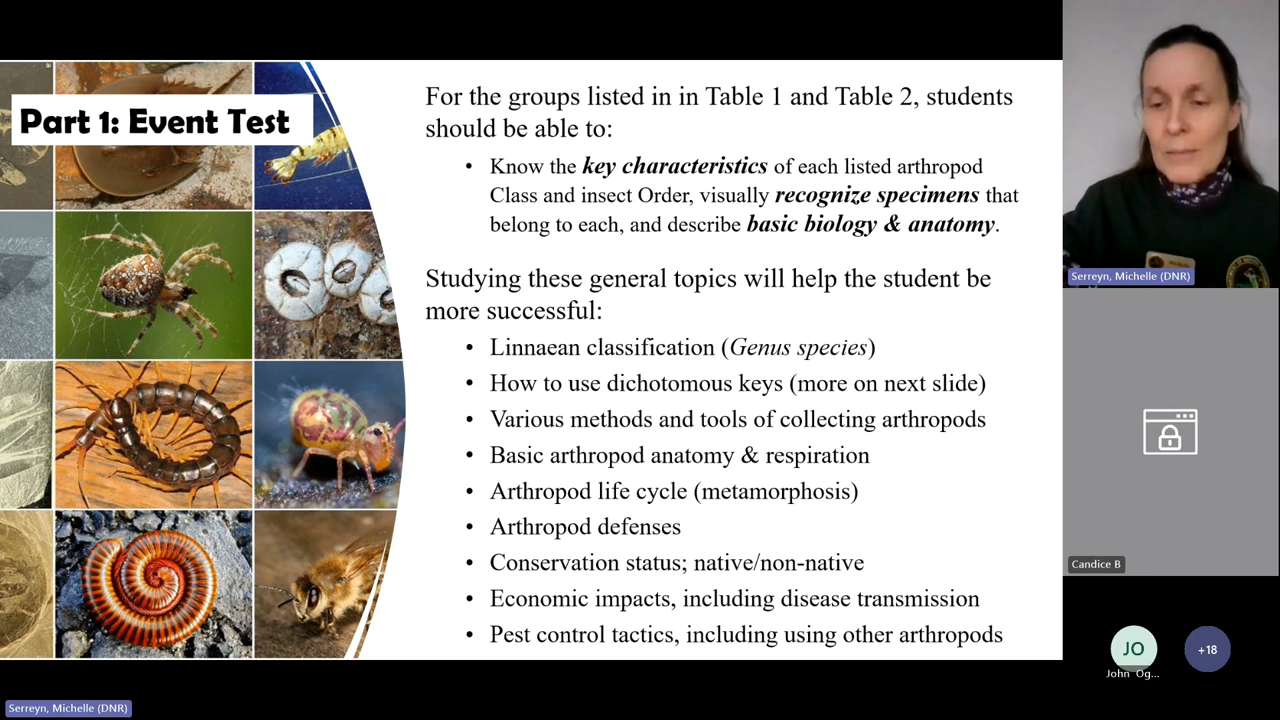 Part 1: Event Test
For the groups listed in in Table 1 and Table 2, students
should be able to:
• Know the key characteristics of each listed arthropod
Class and insect Order, visually recognize specimens that
belong to each, and describe basic biology & anatomy.
Studying these general topics will help the student be
more successful:
• Linnaean classification (Genus species)
• How to use dichotomous keys (more on next slide)
• Various methods and tools of collecting arthropods
• Basic arthropod anatomy & respiration
• Arthropod life cycle (metamorphosis)
• Arthropod defenses
• Conservation status; native/non-native
• Economic impacts, including disease transmission
• Pest control tactics, including using other arthropods
Serreyn, Michelle (DNR)
Candice B
JO
John Og...
+18
Serreyn, Michelle (DNR)